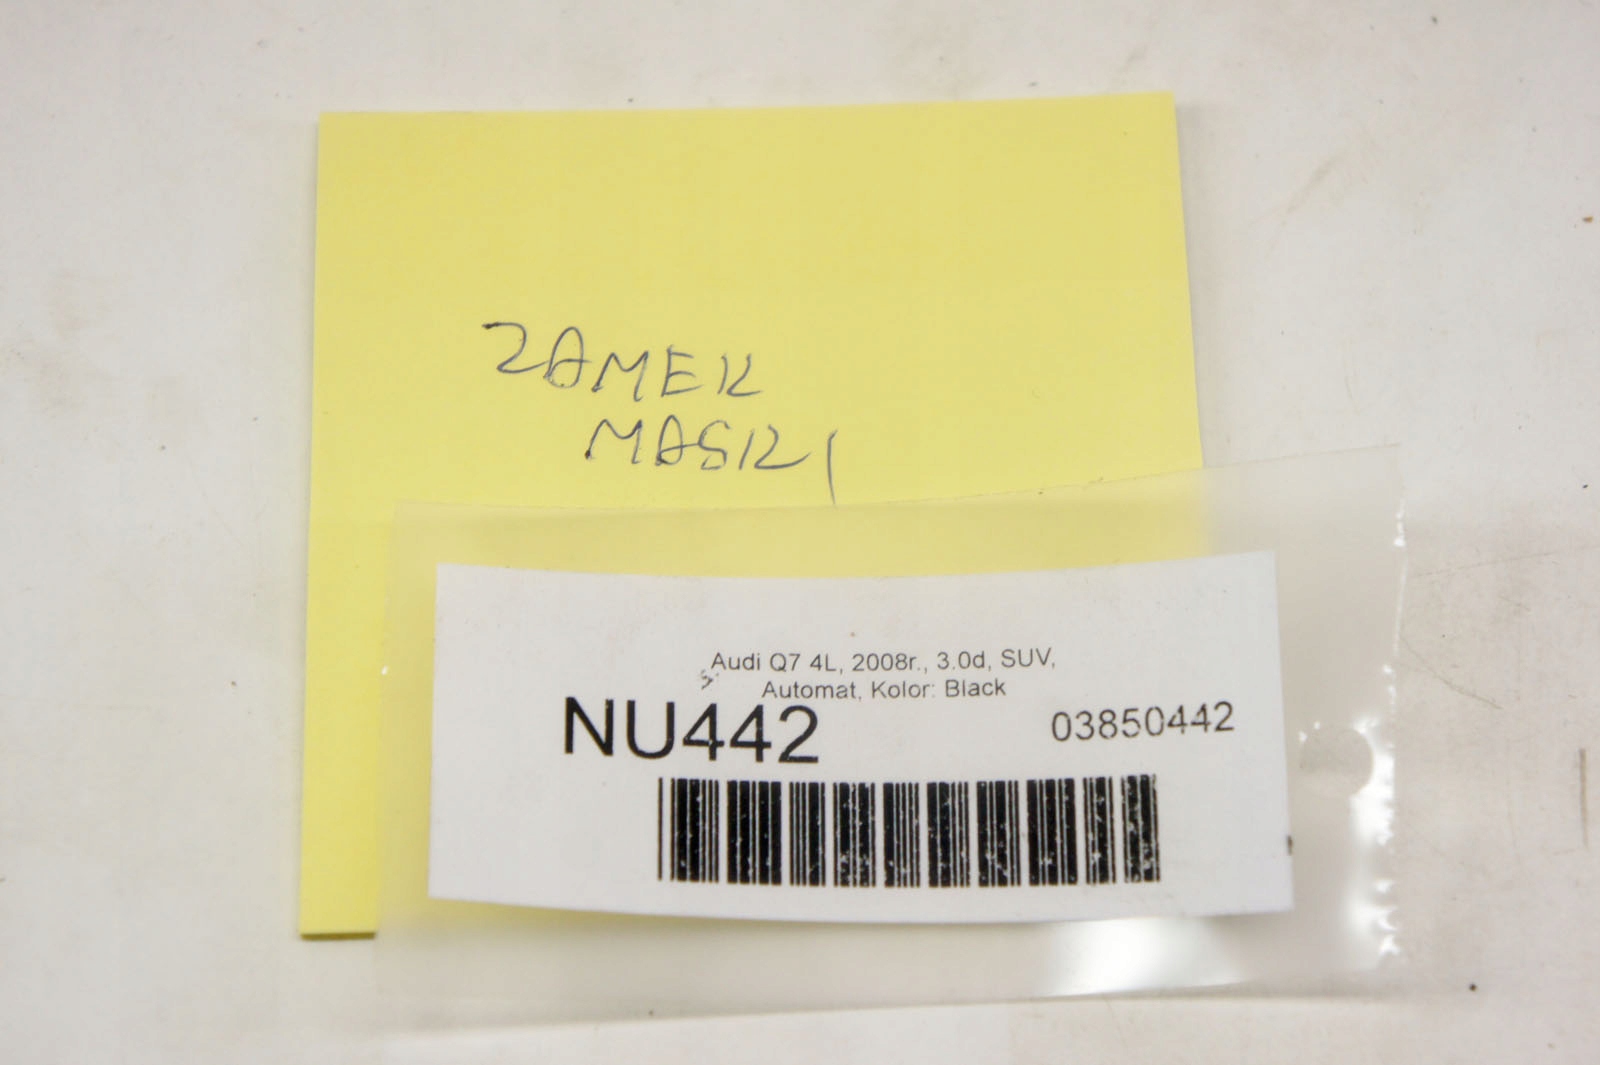 ZAMEK
MASKI
Audi Q7 4L, 2008r., 3.0d, SUV,
Automat, Kolor: Black
NU442
03850442